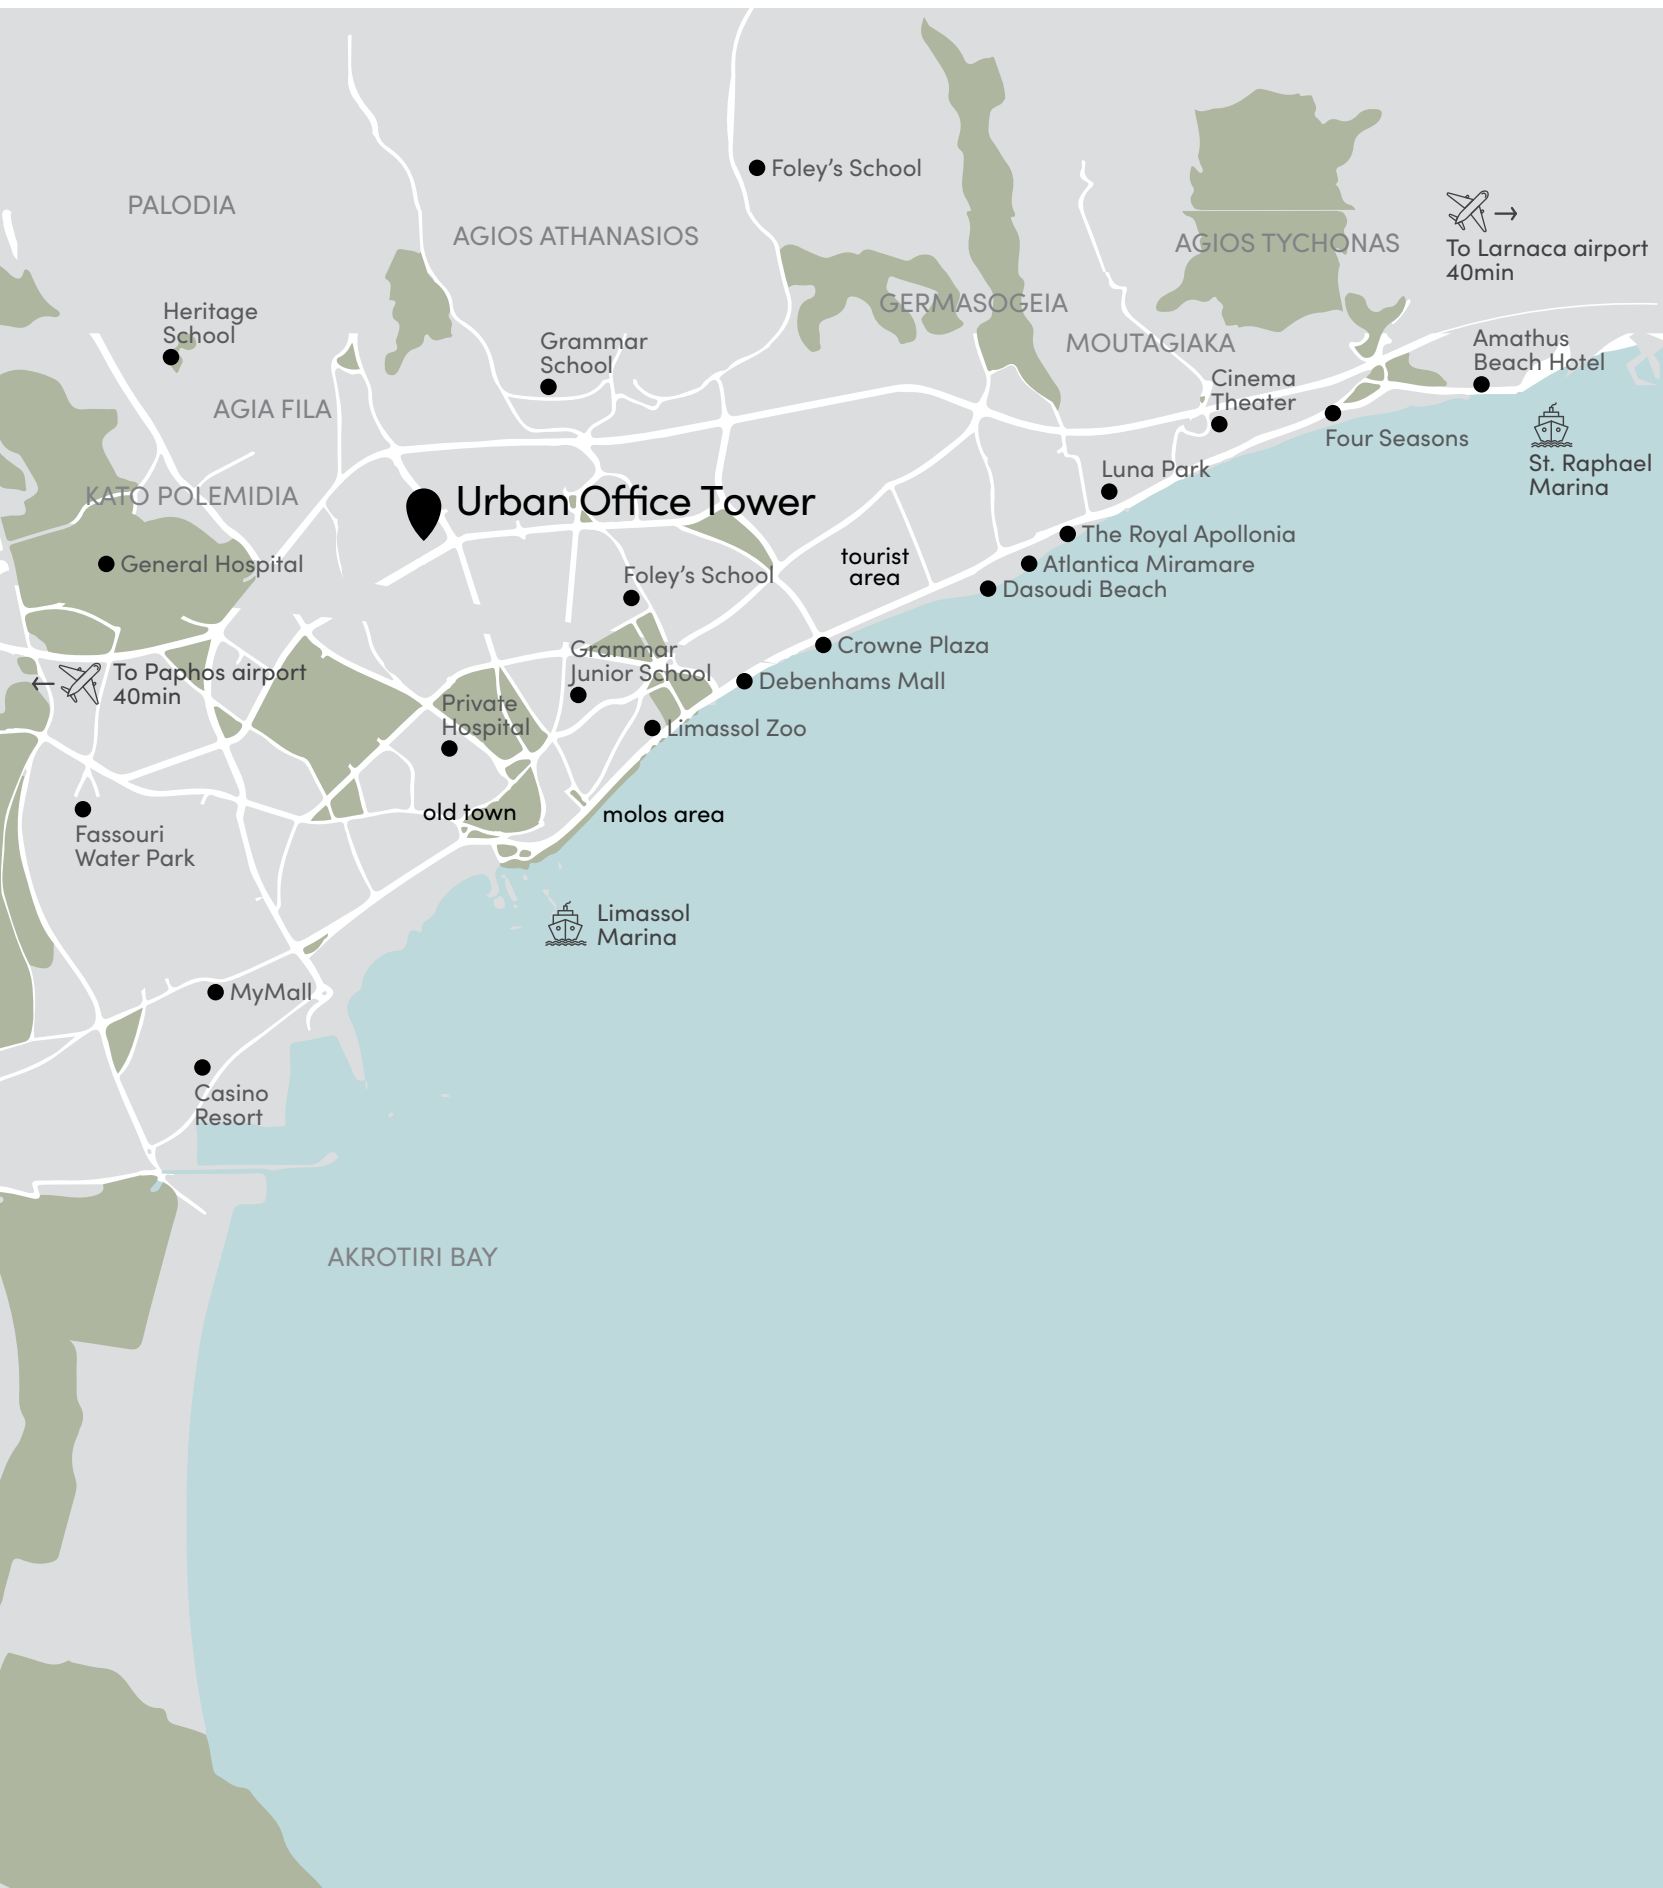 Foley’s School
PALODIA
AGIOS ATHANASIOS
AGIOS TYCHONAS
To Larnaca airport
40min
GERMASOGEIA
Heritage
School
MOUTAGIAKA
Grammar
School
Amathus
Beach Hotel
Cinema
Theater
AGIA FILA
Four Seasons
St. Raphael
Marina
Luna Park
KATO POLEMIDIA
Urban Office Tower
The Royal Apollonia
General Hospital
tourist
area
Atlantica Miramare
Foley’s School
Dasoudi Beach
Crowne Plaza
Grammar
Junior School
To Paphos airport
40min
Debenhams Mall
Private
Hospital
Limassol Zoo
old town
molos area
Fassouri
Water Park
Limassol
Marina
MyMall
Casino
Resort
AKROTIRI BAY